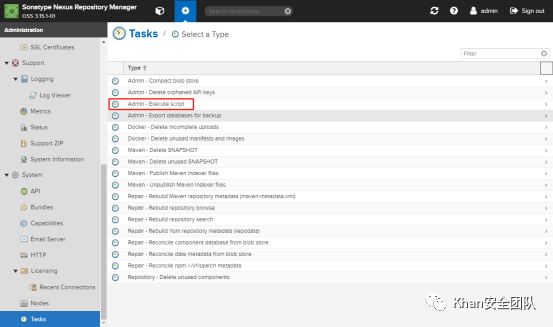 Sonatype Nexus Repository Manager
OSS 3.15.1-01
Search components
admin
Sign out
Administration
SSL Certificates
Support
Logging
Log Viewer
Metrics
Status
Support ZIP
System Information
System
API
Bundles
Capabilities
Email Server
HTTP
Licensing
Recent Connections
Nodes
Tasks
Tasks / Select a Type
Filter
Type
Admin - Compact blob store
Admin - Delete orphaned API keys
Admin - Execute script
Admin - Export databases for backup
Docker - Delete incomplete uploads
Docker - Delete unused manifests and images
Maven - Delete SNAPSHOT
Maven - Delete unused SNAPSHOT
Maven - Publish Maven Indexer files
Maven - Unpublish Maven Indexer files
Repair - Rebuild Maven repository metadata (maven-metadata.xml)
Repair - Rebuild repository browse
Repair - Rebuild repository search
Repair - Rebuild Yum repository metadata (repodata)
Repair - Reconcile component database from blob store
Repair - Reconcile date metadata from blob store
Repair - Reconcile npm /-/v1/search metadata
Repository - Delete unused components
Khan安全团队